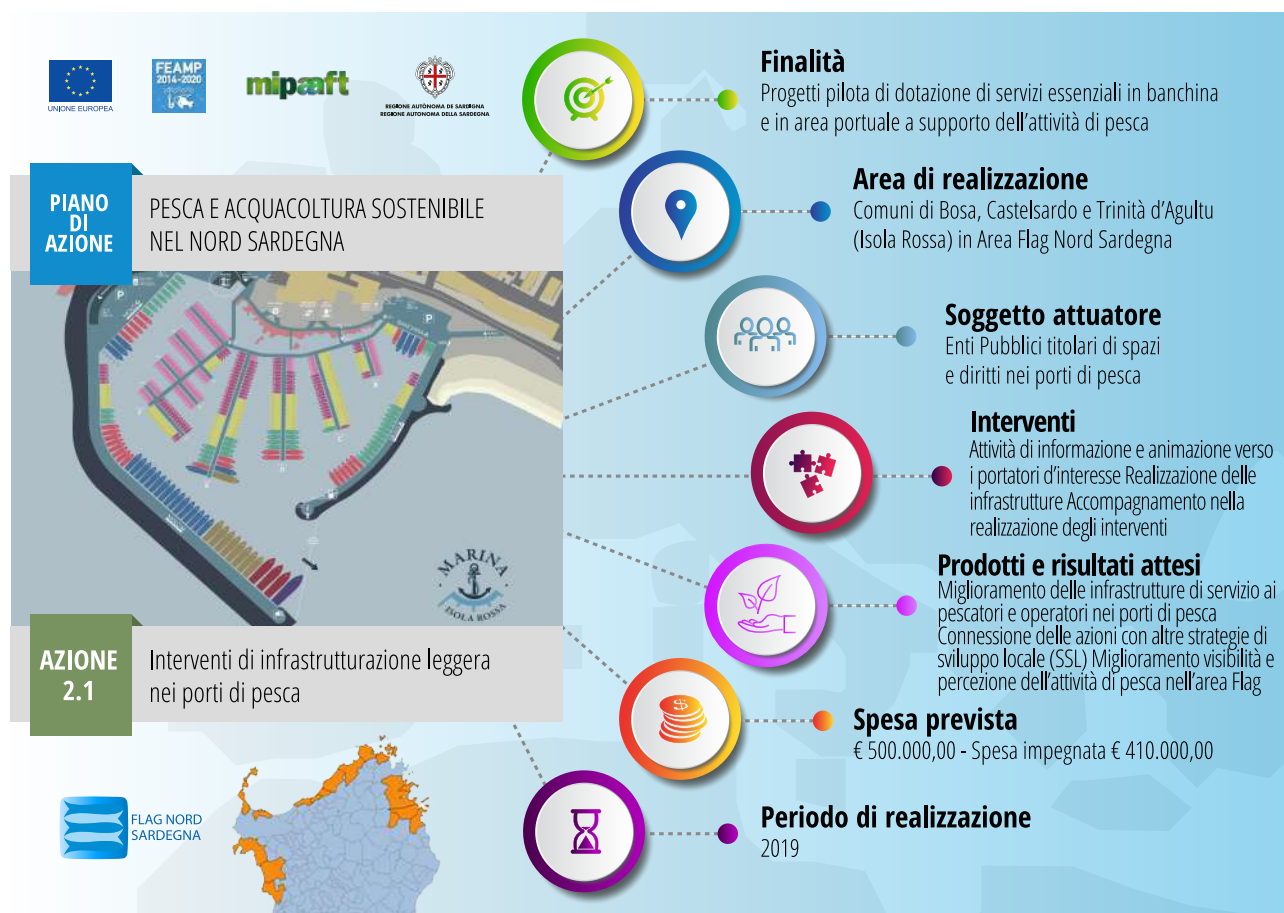 UNIONE EUROPEA
FEAMP
2014-2020
mipaaft
REGIONE AUTÒNOMA DE SARDIGNA
REGIONE AUTONOMA DELLA SARDEGNA
PIANO
DI
AZIONE
PESCA E ACQUACOLTURA SOSTENIBILE
NEL NORD SARDEGNA
P
P
MARINA
ISOLA ROSSA
AZIONE
2.1
Interventi di infrastrutturazione leggera
nei porti di pesca
FLAG NORD
SARDEGNA
Finalità
Progetti pilota di dotazione di servizi essenziali in banchina
e in area portuale a supporto dell’attività di pesca
Area di realizzazione
Comuni di Bosa, Castelsardo e Trinità d’Agultu
(Isola Rossa) in Area Flag Nord Sardegna
Soggetto attuatore
Enti Pubblici titolari di spazi
e diritti nei porti di pesca
Interventi
Attività di informazione e animazione verso
i portatori d’interesse Realizzazione delle
infrastrutture Accompagnamento nella
realizzazione degli interventi
Prodotti e risultati attesi
Miglioramento delle infrastrutture di servizio ai
pescatori e operatori nei porti di pesca
Connessione delle azioni con altre strategie di
sviluppo locale (SSL) Miglioramento visibilità e
percezione dell’attività di pesca nell’area Flag
$
Spesa prevista
€ 500.000,00 - Spesa impegnata € 410.000,00
Periodo di realizzazione
2019